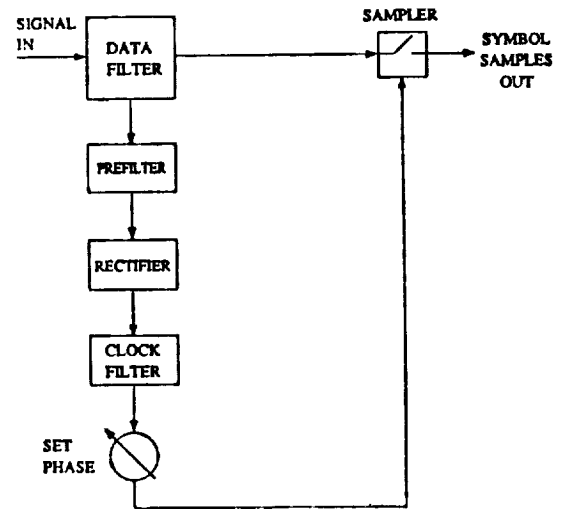 SIGNAL
IN
DATA
FILTER
SAMPLER
SYMBOL
SAMPLES
OUT
PREFILTER
RECTIFIER
CLOCK
FILTER
SET
PHASE